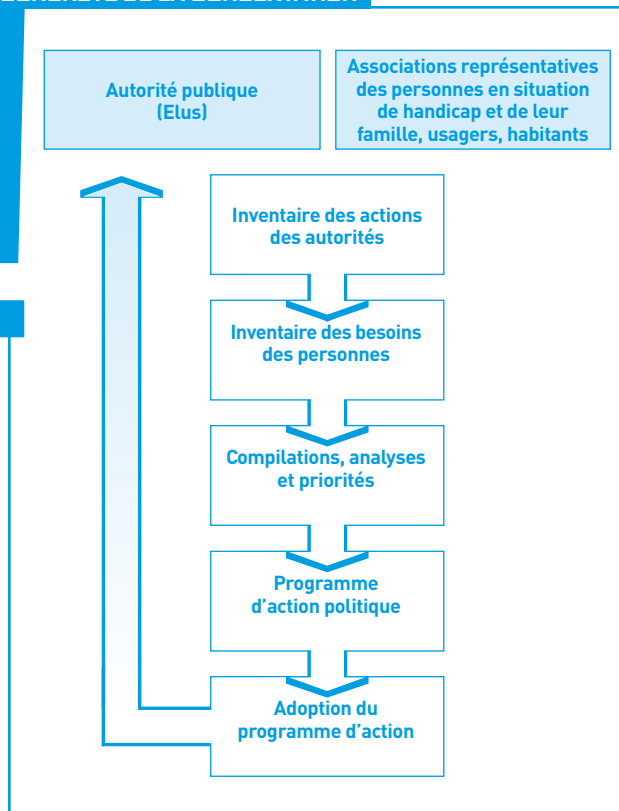 Autorité publique
(Elus)
Associations représentatives
des personnes en situation
de handicap et de leur
famille, usagers, habitants
Inventaire des actions
des autorités
Inventaire des besoins
des personnes
Compilations, analyses
et priorités
Programme
d’action politique
Adoption du
programme d’action